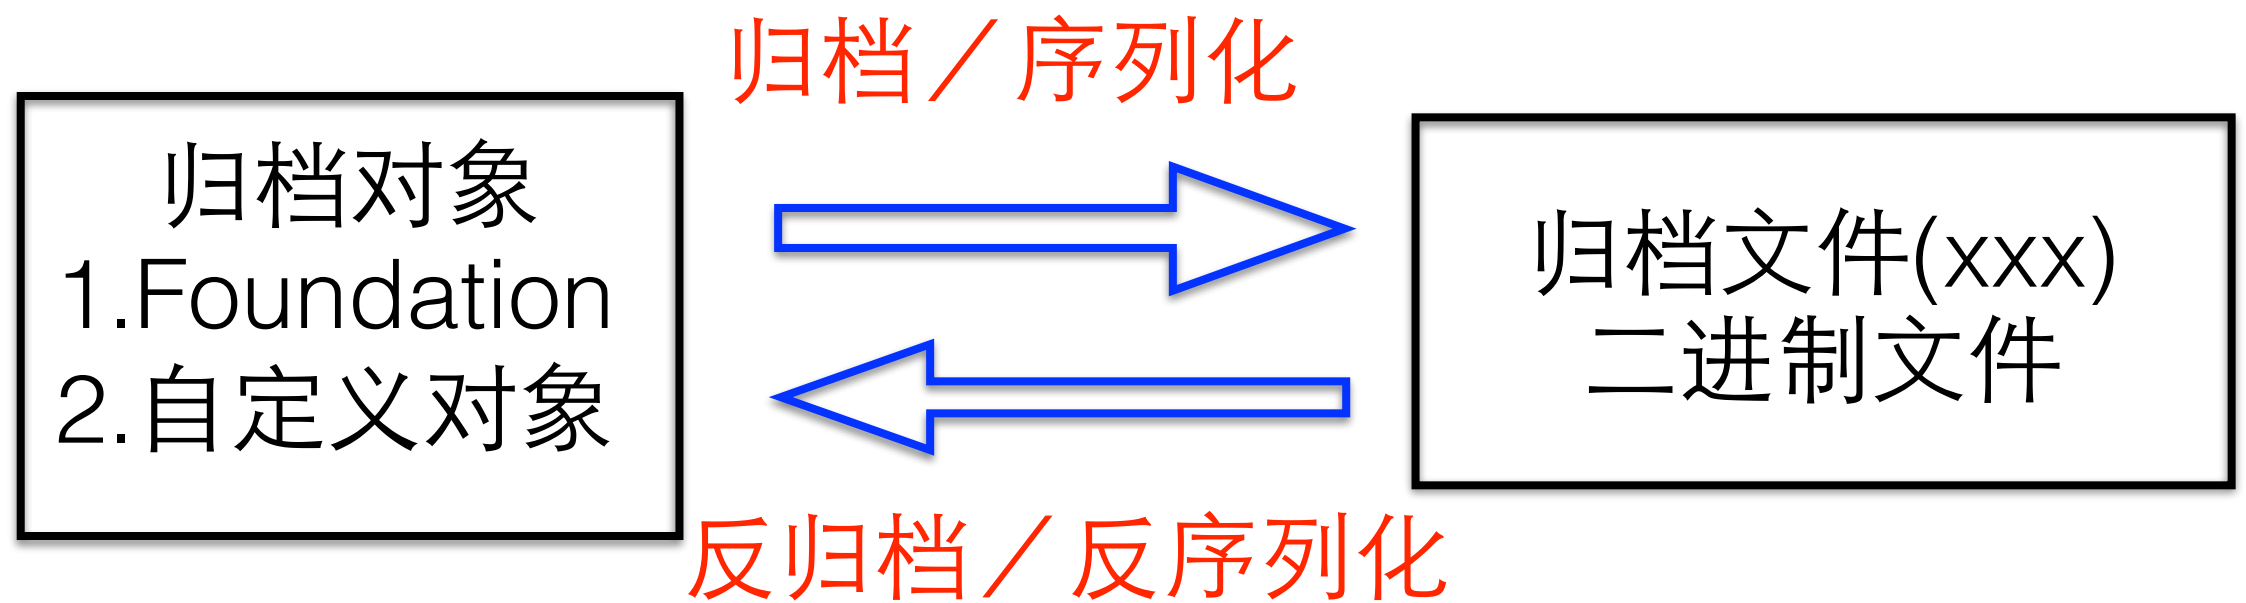 归档／序列化
归档对象
1.Foundation
2.自定义对象
归档文件(xxx)
二进制文件
反归档／反序列化